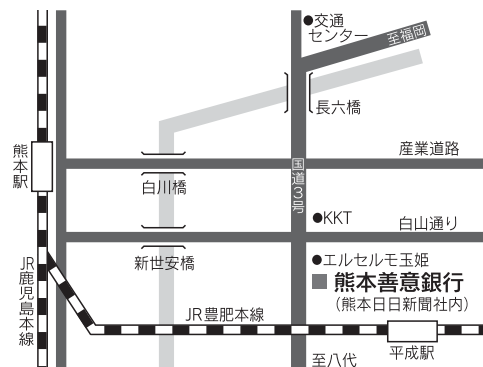 ●交通
センター
至福岡
長六橋
熊本駅
産業道路
国道3号
白川橋
●KKT
白山通り
新世安橋
●エルセルモ玉姫
■熊本善意銀行
(熊本日日新聞社内)
JR鹿児島本線
JR豊肥本線
平成駅
至八代